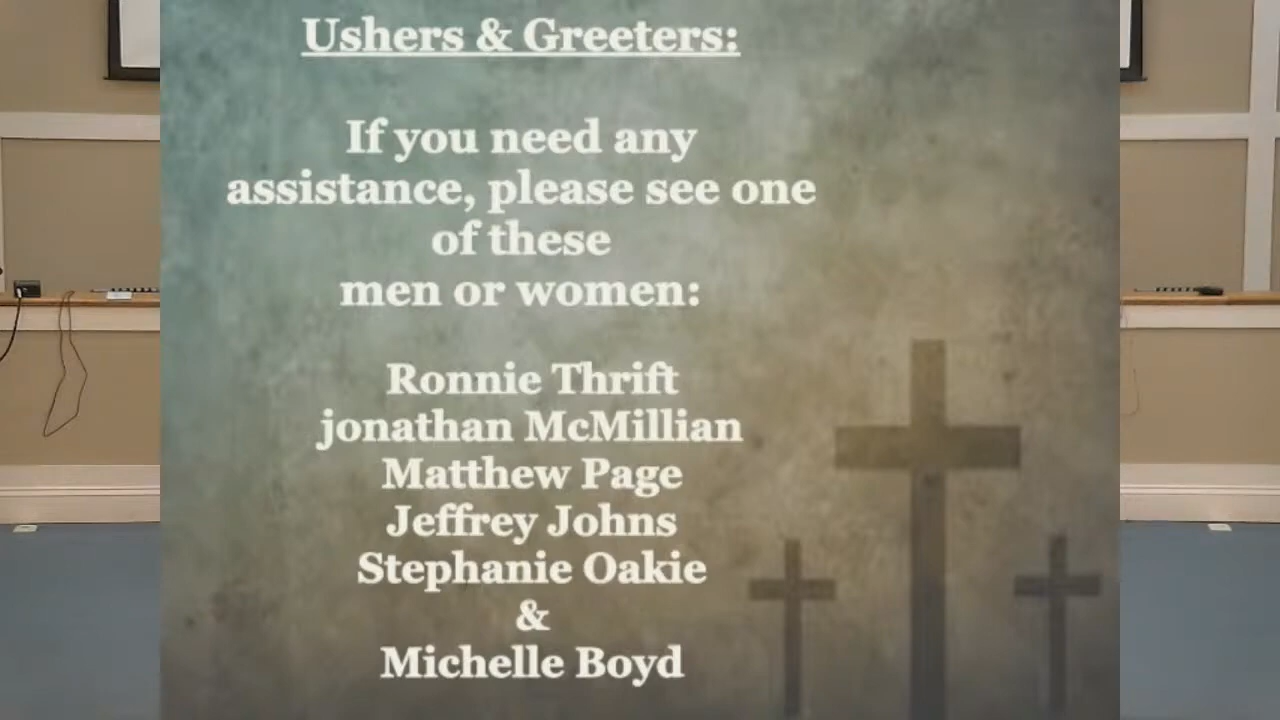 Ushers & Greeters:
If you need any
assistance, please see one
of these
men or women:
Ronnie Thrift
jonathan McMillian
Matthew Page
Jeffrey Johns
Stephanie Oakie
&
Michelle Boyd